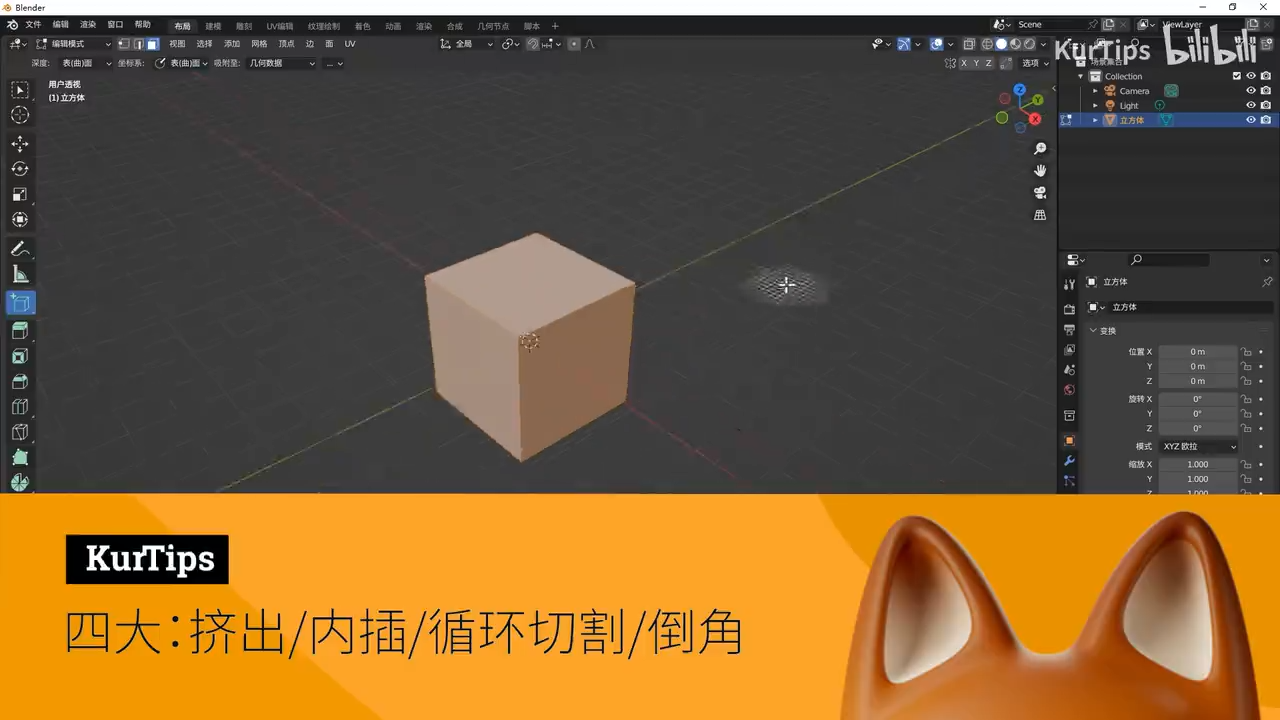 Blender
文件 编辑 渲染 窗口 帮助 布局 建模 雕刻 UV编辑 纹理绘制 着色 动画 渲染 合成 几何节点 脚本 + Scene ViewLayer
编辑模式 视图 选择 添加 网格 顶点 边 面 UV 全局
KurTips bilibili
深度: 表(曲)面 坐标系: 表(曲)面 吸附至: 几何数据 ... X Y Z 选项
场景集合
用户透视
(1) 立方体
Collection
Camera
Light
立方体
Z
Y
X
立方体
立方体
变换
位置 X 0 m
Y 0 m
Z 0 m
旋转 X 0°
Y 0°
Z 0°
模式 XYZ 欧拉
缩放 X 1.000
Y 1.000
Z 1.000
KurTips
四大:挤出/内插/循环切割/倒角